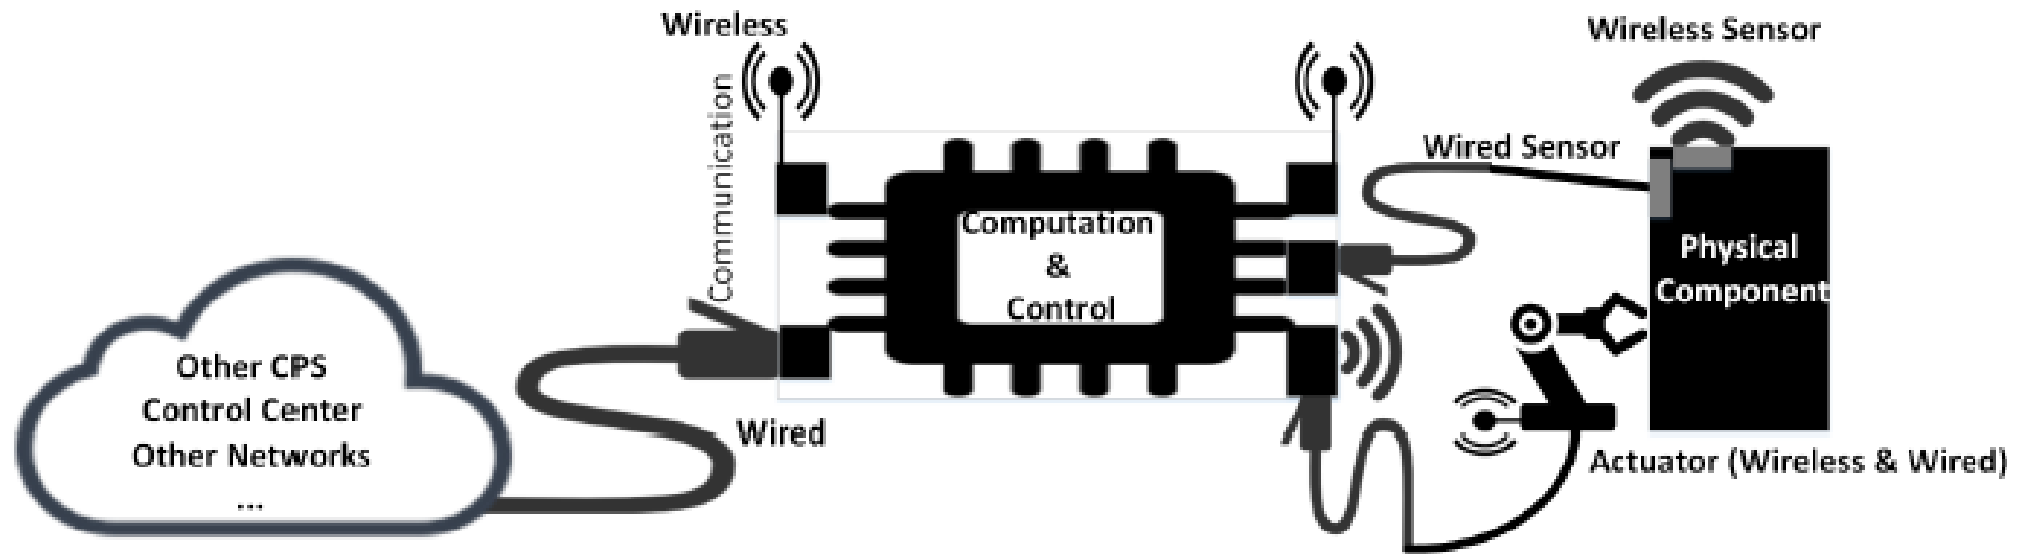 Wireless
Wireless Sensor
Communication
Wired Sensor
Computation
&
Control
Physical
Component
Other CPS
Control Center
Other Networks
...
Wired
Actuator (Wireless & Wired)